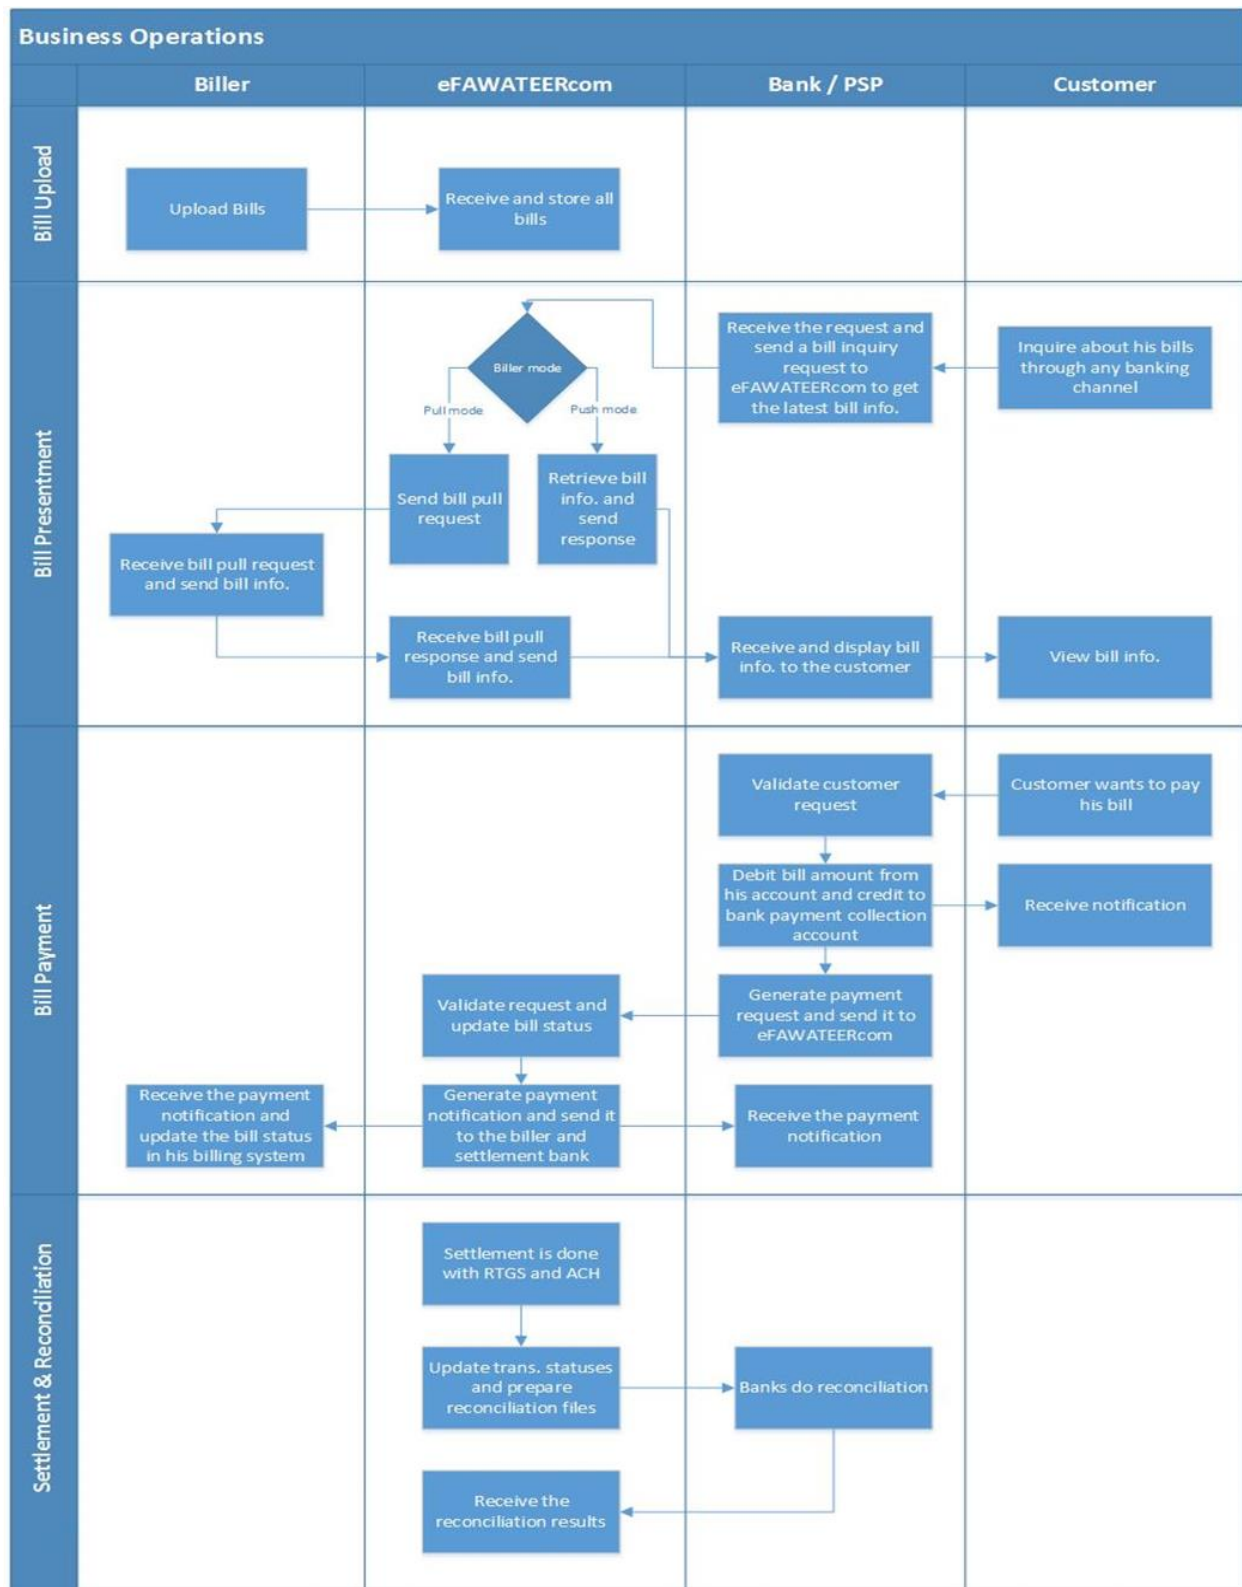 Business Operations
Biller
eFAWATEERcom
Bank / PSP
Customer
Bill Upload
Upload Bills
Receive and store all
bills
Bill Presentment
Biller mode
Pull mode
Push mode
Receive the request and
send a bill inquiry
request to
eFAWATEERcom to get
the latest bill info.
Inquire about his bills
through any banking
channel
Send bill pull
request
Retrieve bill
info. and
send
response
Receive bill pull request
and send bill info.
Receive bill pull
response and send
bill info.
Receive and display bill
info. to the customer
View bill info.
Bill Payment
Validate customer
request
Customer wants to pay
his bill
Debit bill amount from
his account and credit to
bank payment collection
account
Receive notification
Validate request and
update bill status
Generate payment
request and send it to
eFAWATEERcom
Receive the payment
notification and
update the bill status
in his billing system
Generate payment
notification and send it
to the biller and
settlement bank
Receive the payment
notification
Settlement & Reconciliation
Settlement is done
with RTGS and ACH
Update trans. statuses
and prepare
reconciliation files
Banks do reconciliation
Receive the
reconciliation results